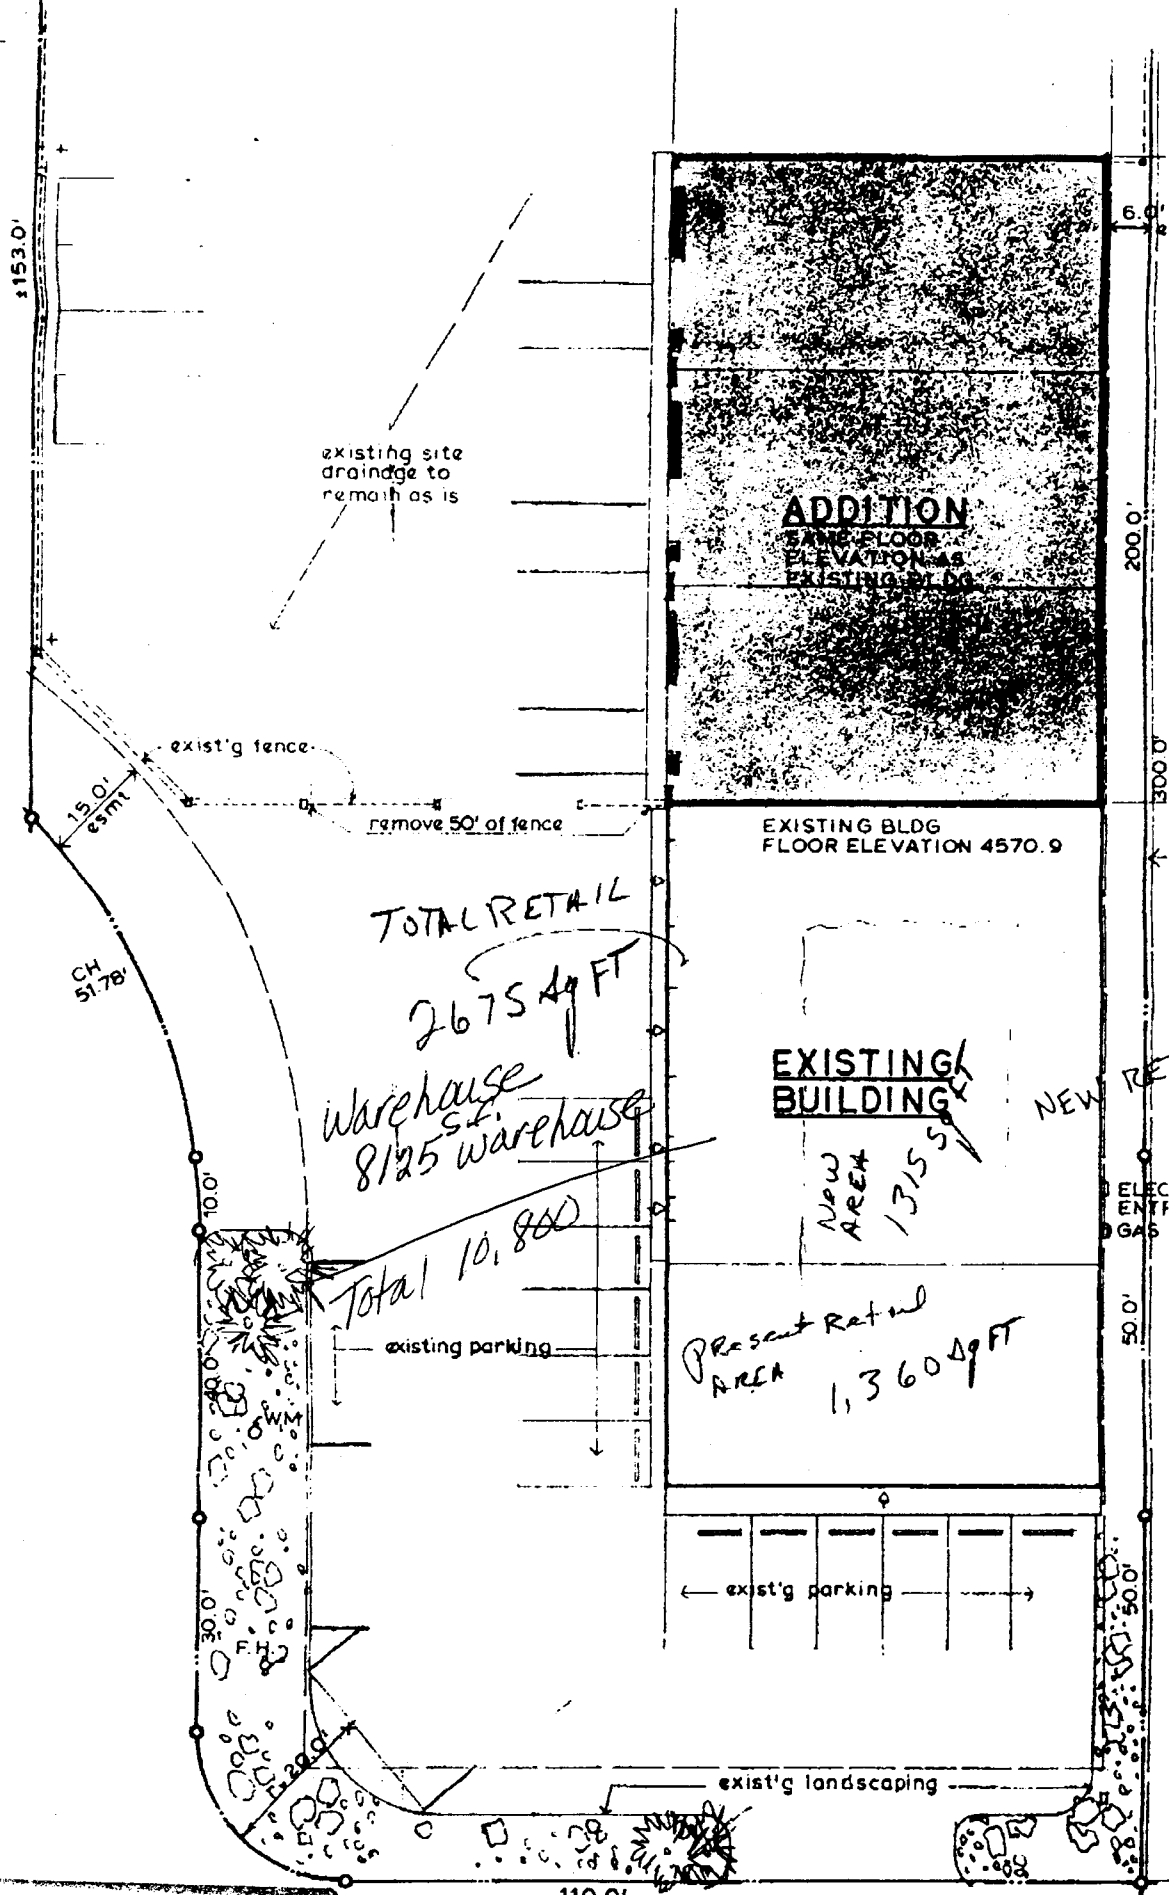 ±153.0'
6.0'
existing site
drainage to
remain as is
ADDITION
SAME FLOOR
ELEVATION AS
EXISTING BLDG
200.0'
300.0'
exist'g fence
15.0'
esmt
remove 50' of fence
EXISTING BLDG
FLOOR ELEVATION 4570.9
TOTAL RETAIL
2675 Sq FT
CH
51.78'
Warehouse
s.f.
8125 Warehouse
Total 10,800
EXISTING
BUILDING
NEW RE
NEW
AREA
1315 S
ELEC
ENTR
GAS
10.0'
Present Retail
AREA
1,360 Sq FT
50.0'
existing parking
40.0'
W.M.
exist'g parking
50.0'
30.0'
F.H.
20.0'
exist'g landscaping
110.0'